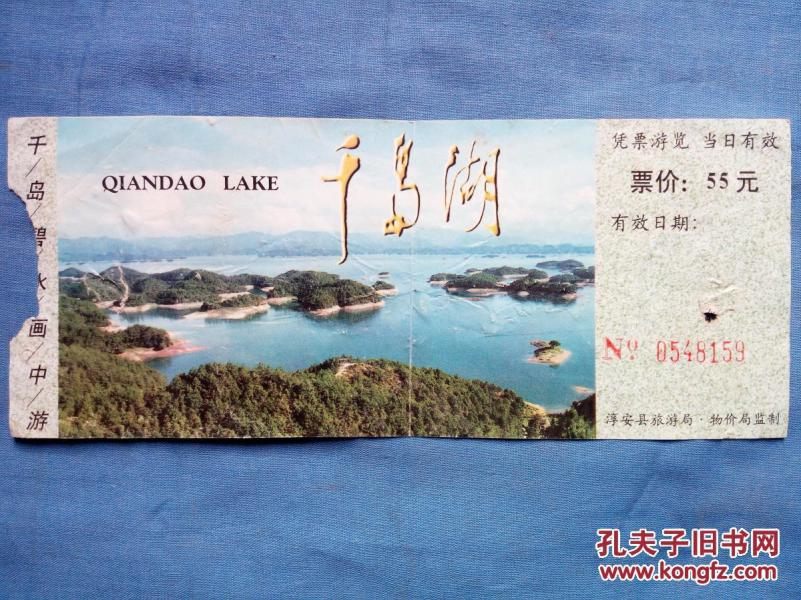 千/岛/碧/水/画/中/游
QIANDAO LAKE
千岛湖
凭票游览 当日有效
票价: 55元
有效日期:
No 0548159
淳安县旅游局·物价局监制
孔夫子旧书网
www.kongfz.com